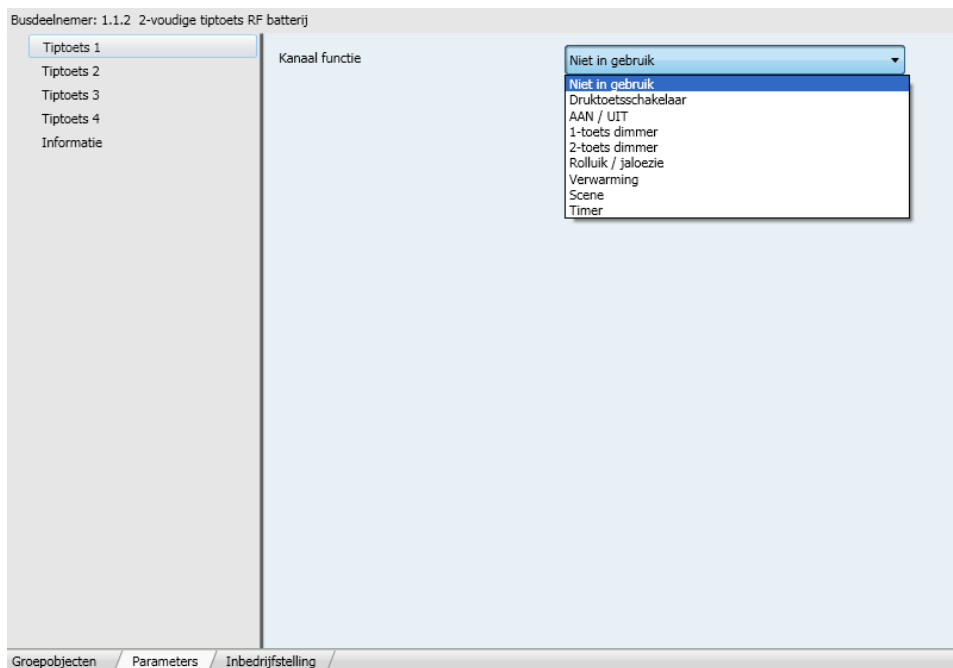 Busdeelnemer: 1.1.2 2-voudige tiptoets RF batterij
Tiptoets 1
Tiptoets 2
Tiptoets 3
Tiptoets 4
Informatie
Kanaal functie
Niet in gebruik
Niet in gebruik
Druktoetsschakelaar
AAN / UIT
1-toets dimmer
2-toets dimmer
Rolluik / jaloezie
Verwarming
Scene
Timer
Groepobjecten / Parameters / Inbedrijfstelling /